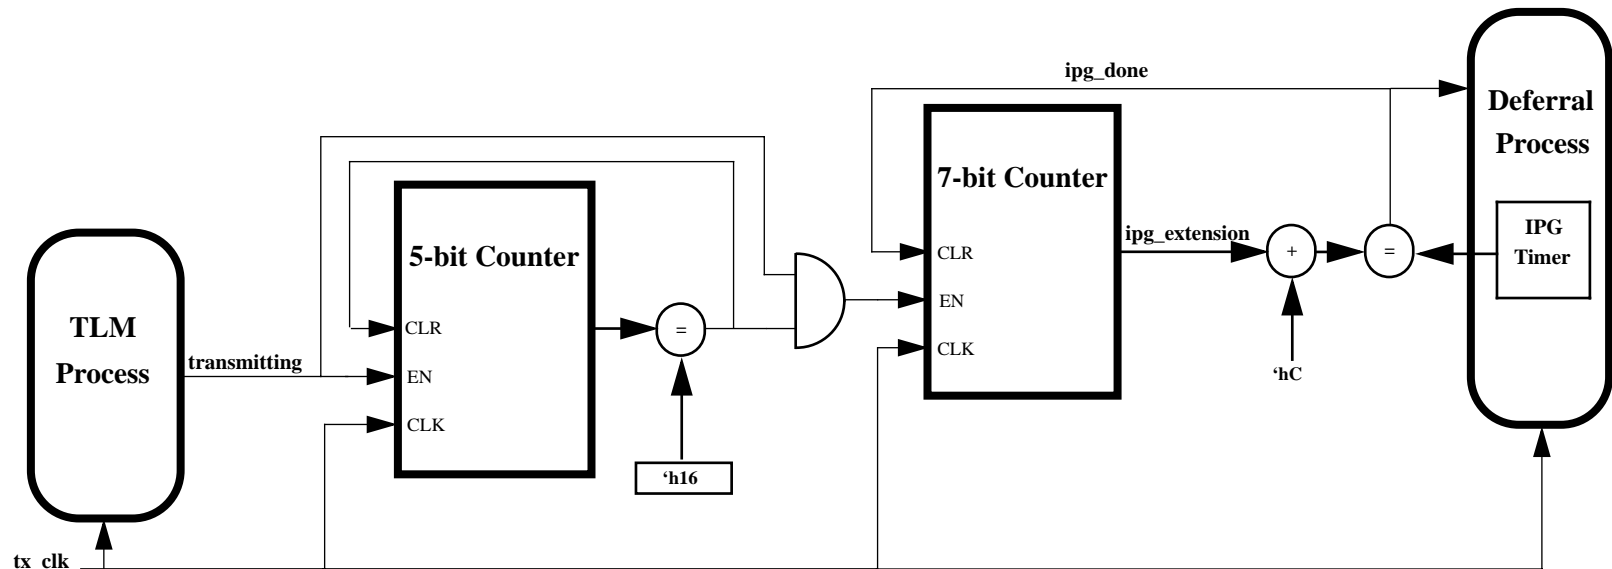 ipg_done
Deferral
Process
7-bit Counter
5-bit Counter
ipg_extension
IPG
Timer
CLR
+
=
EN
TLM
Process
CLR
=
CLK
transmitting
EN
‘hC
CLK
‘h16
tx_clk